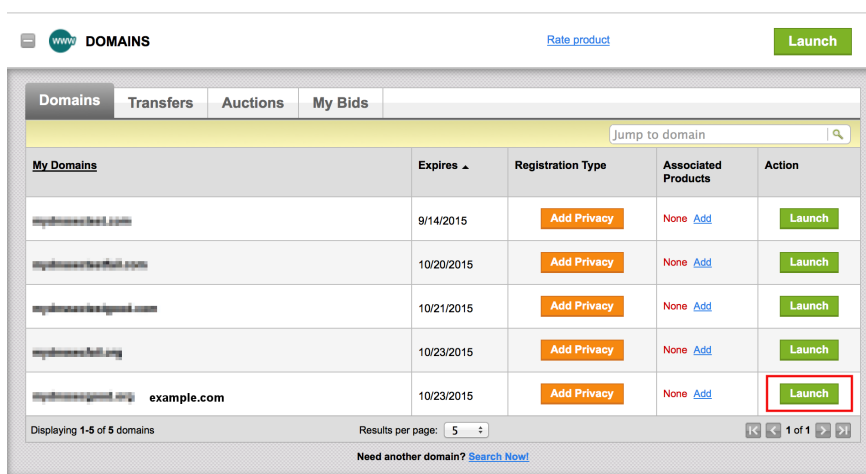 www DOMAINS Rate product Launch
Domains Transfers Auctions My Bids
Jump to domain
My Domains Expires Registration Type Associated Products Action
9/14/2015 Add Privacy None Add Launch
10/20/2015 Add Privacy None Add Launch
10/21/2015 Add Privacy None Add Launch
10/23/2015 Add Privacy None Add Launch
example.com 10/23/2015 Add Privacy None Add Launch
Displaying 1-5 of 5 domains Results per page: 5 1 of 1
Need another domain? Search Now!